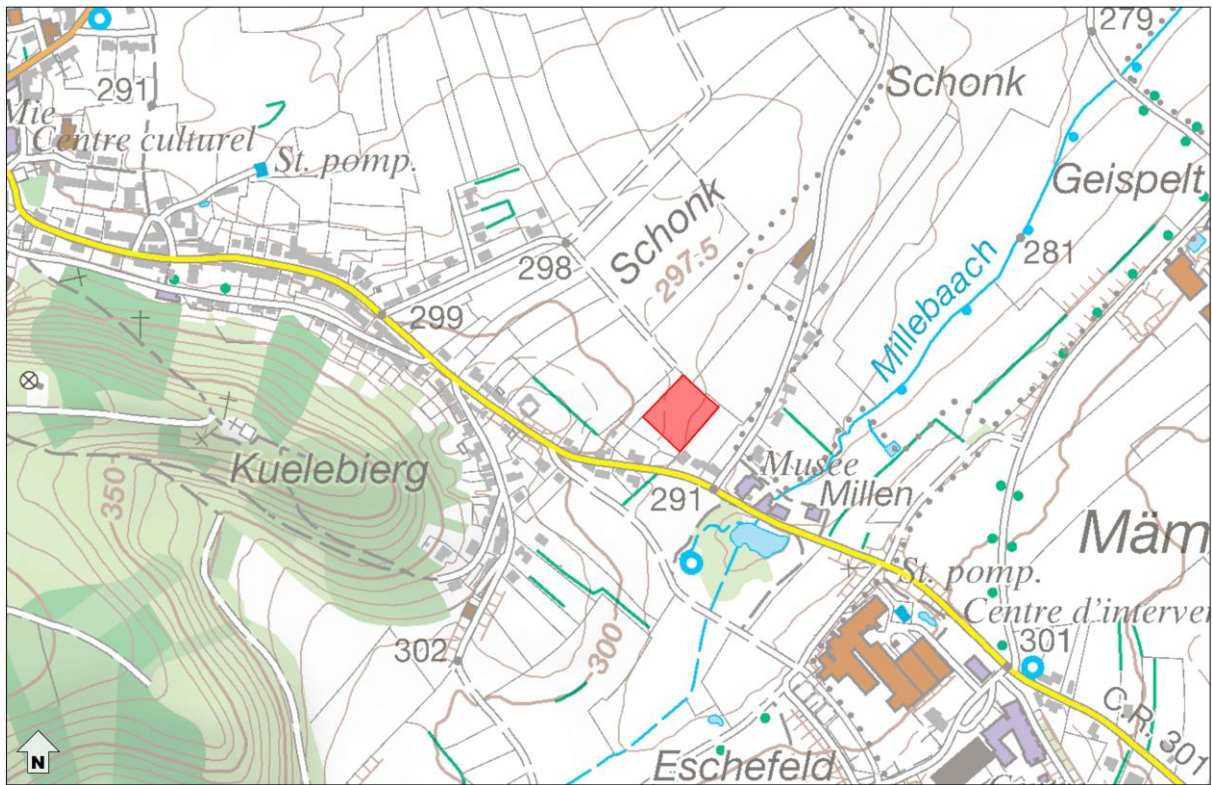 279
291
Schonk
Mie
Centre culturel
St. pomp.
Geispelt
Schonk
298
281
297.5
299
Millebaach
Kuelebierg
Musée
350
291
Millen
Mäm
St. pomp.
Centre d'interven
300
301
302
C.R. 301
Eschefeld
N